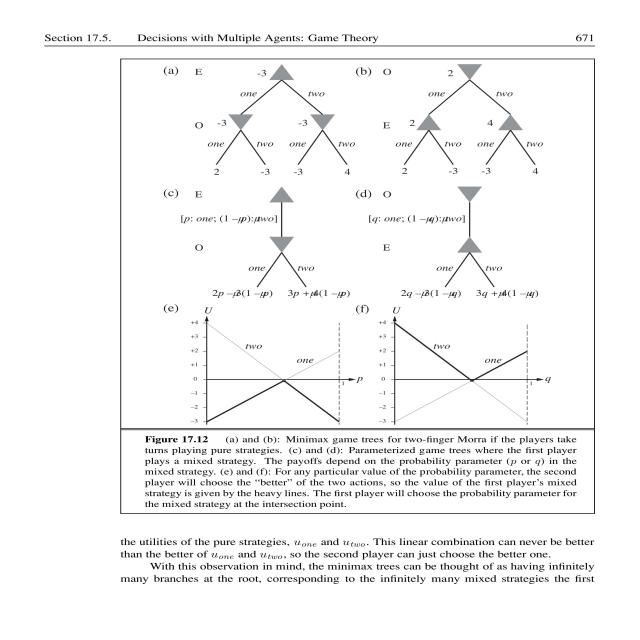 Section 17.5. Decisions with Multiple Agents: Game Theory 671
(a) E -3 (b) O 2
one two one two
O -3 -3 E 2 4
one two one two one two one two
2 -3 -3 4 2 -3 -3 4
(c) E (d) O
[p: one; (1 –p): two] [q: one; (1 –q): two]
O E
one two one two
2p – 3(1 –p) 3p + 4(1 –p) 2q – 3(1 –q) 3q + 4(1 –q)
(e) U (f) U
+4 +4
+3 two +3 two
+2 one +2 one
+1 +1
0 p 0 q
1 1
–1 –1
–2 –2
–3 –3
Figure 17.12 (a) and (b): Minimax game trees for two-finger Morra if the players take
turns playing pure strategies. (c) and (d): Parameterized game trees where the first player
plays a mixed strategy. The payoffs depend on the probability parameter (p or q) in the
mixed strategy. (e) and (f): For any particular value of the probability parameter, the second
player will choose the “better” of the two actions, so the value of the first player's mixed
strategy is given by the heavy lines. The first player will choose the probability parameter for
the mixed strategy at the intersection point.
the utilities of the pure strategies, u_one and u_two. This linear combination can never be better
than the better of u_one and u_two, so the second player can just choose the better one.
With this observation in mind, the minimax trees can be thought of as having infinitely
many branches at the root, corresponding to the infinitely many mixed strategies the first